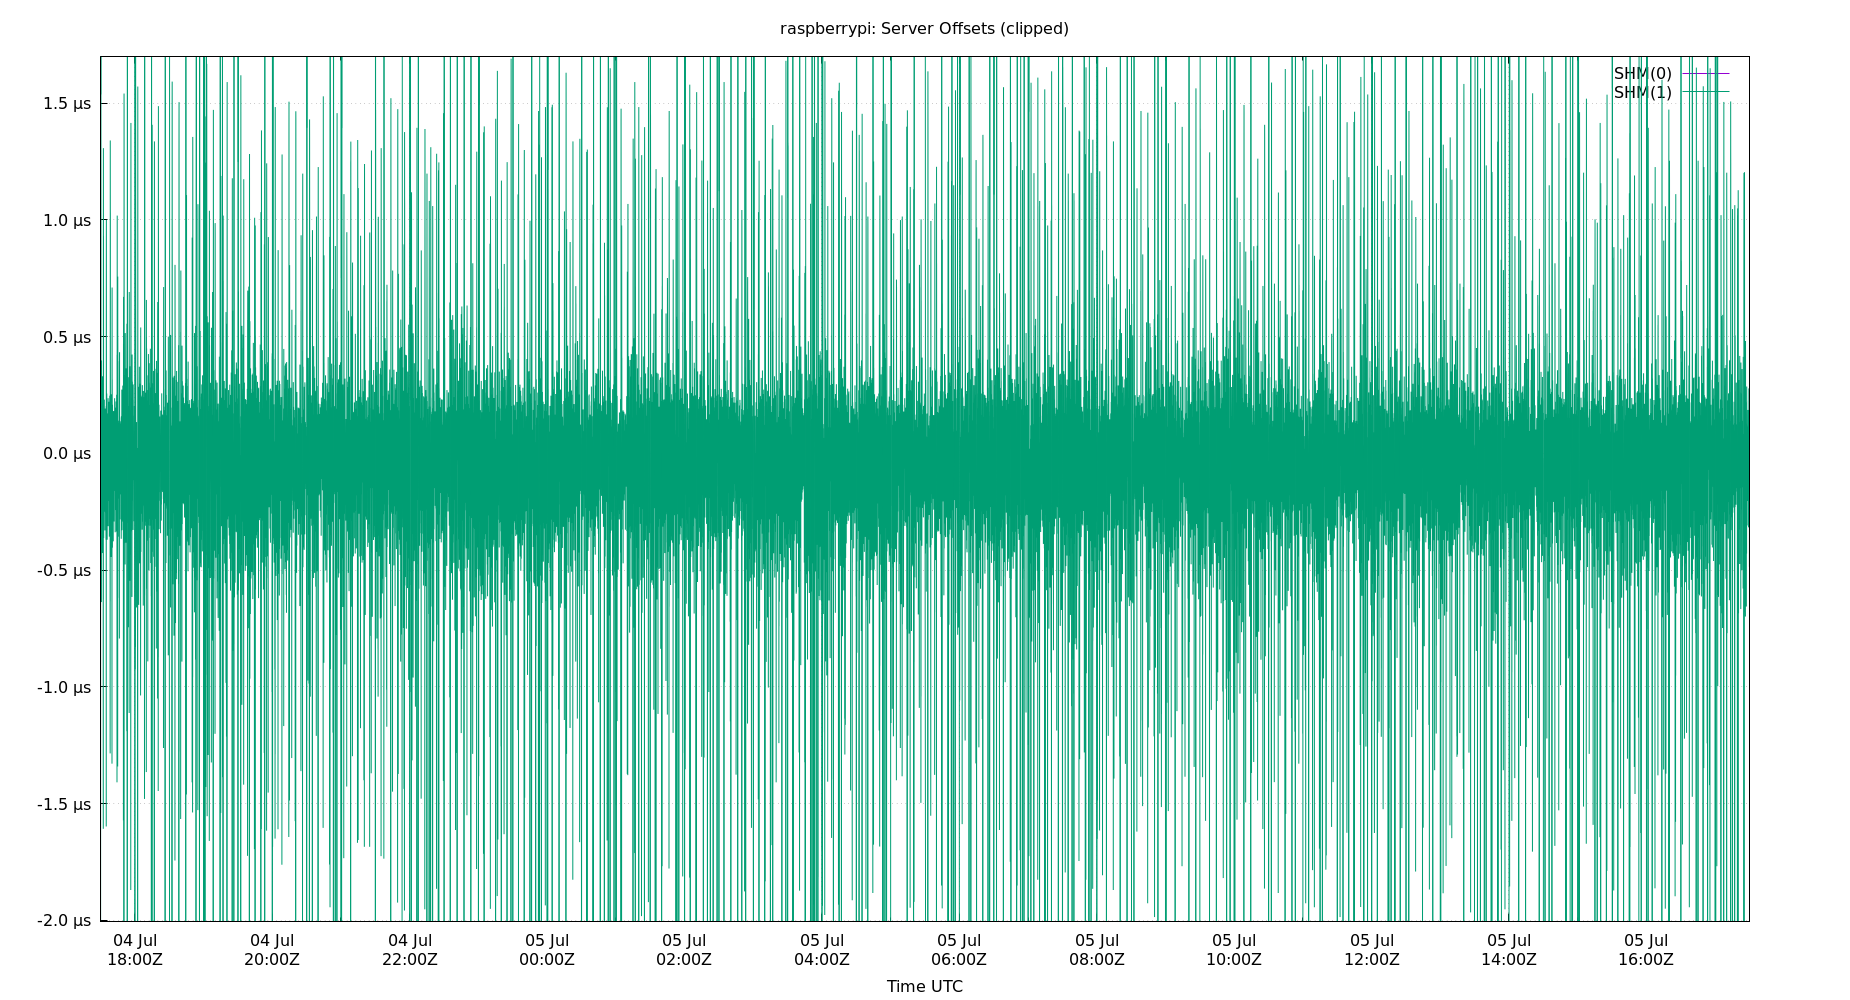 raspberrypi: Server Offsets (clipped)
SHM(0)
SHM(1)
1.5 µs
1.0 µs
0.5 µs
0.0 µs
-0.5 µs
-1.0 µs
-1.5 µs
-2.0 µs
04 Jul 04 Jul 04 Jul 05 Jul 05 Jul 05 Jul 05 Jul 05 Jul 05 Jul 05 Jul 05 Jul 05 Jul
18:00Z 20:00Z 22:00Z 00:00Z 02:00Z 04:00Z 06:00Z 08:00Z 10:00Z 12:00Z 14:00Z 16:00Z
Time UTC